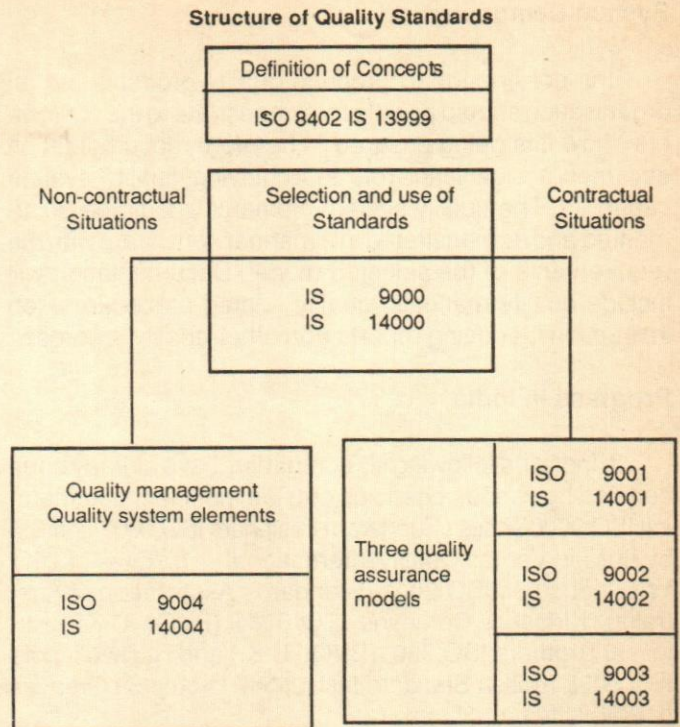 Structure of Quality Standards
Definition of Concepts
ISO 8402 IS 13999
Non-contractual
Situations
Selection and use of
Standards
Contractual
Situations
IS 9000
IS 14000
Quality management
Quality system elements
ISO 9004
IS 14004
Three quality
assurance
models
ISO 9001
IS 14001
ISO 9002
IS 14002
ISO 9003
IS 14003